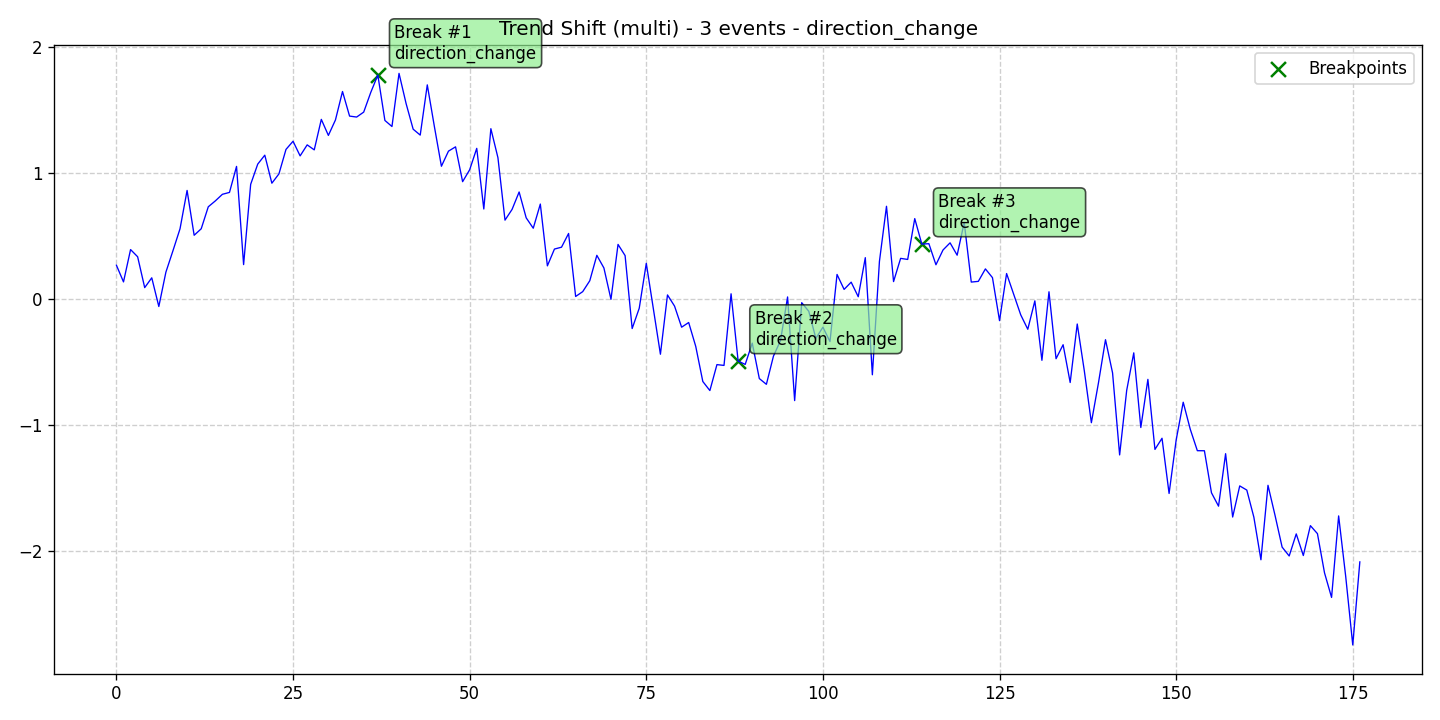 Trend Shift (multi) - 3 events - direction_change
Break #1
direction_change
Breakpoints
Break #3
direction_change
Break #2
direction_change
2
1
0
−1
−2
0
25
50
75
100
125
150
175